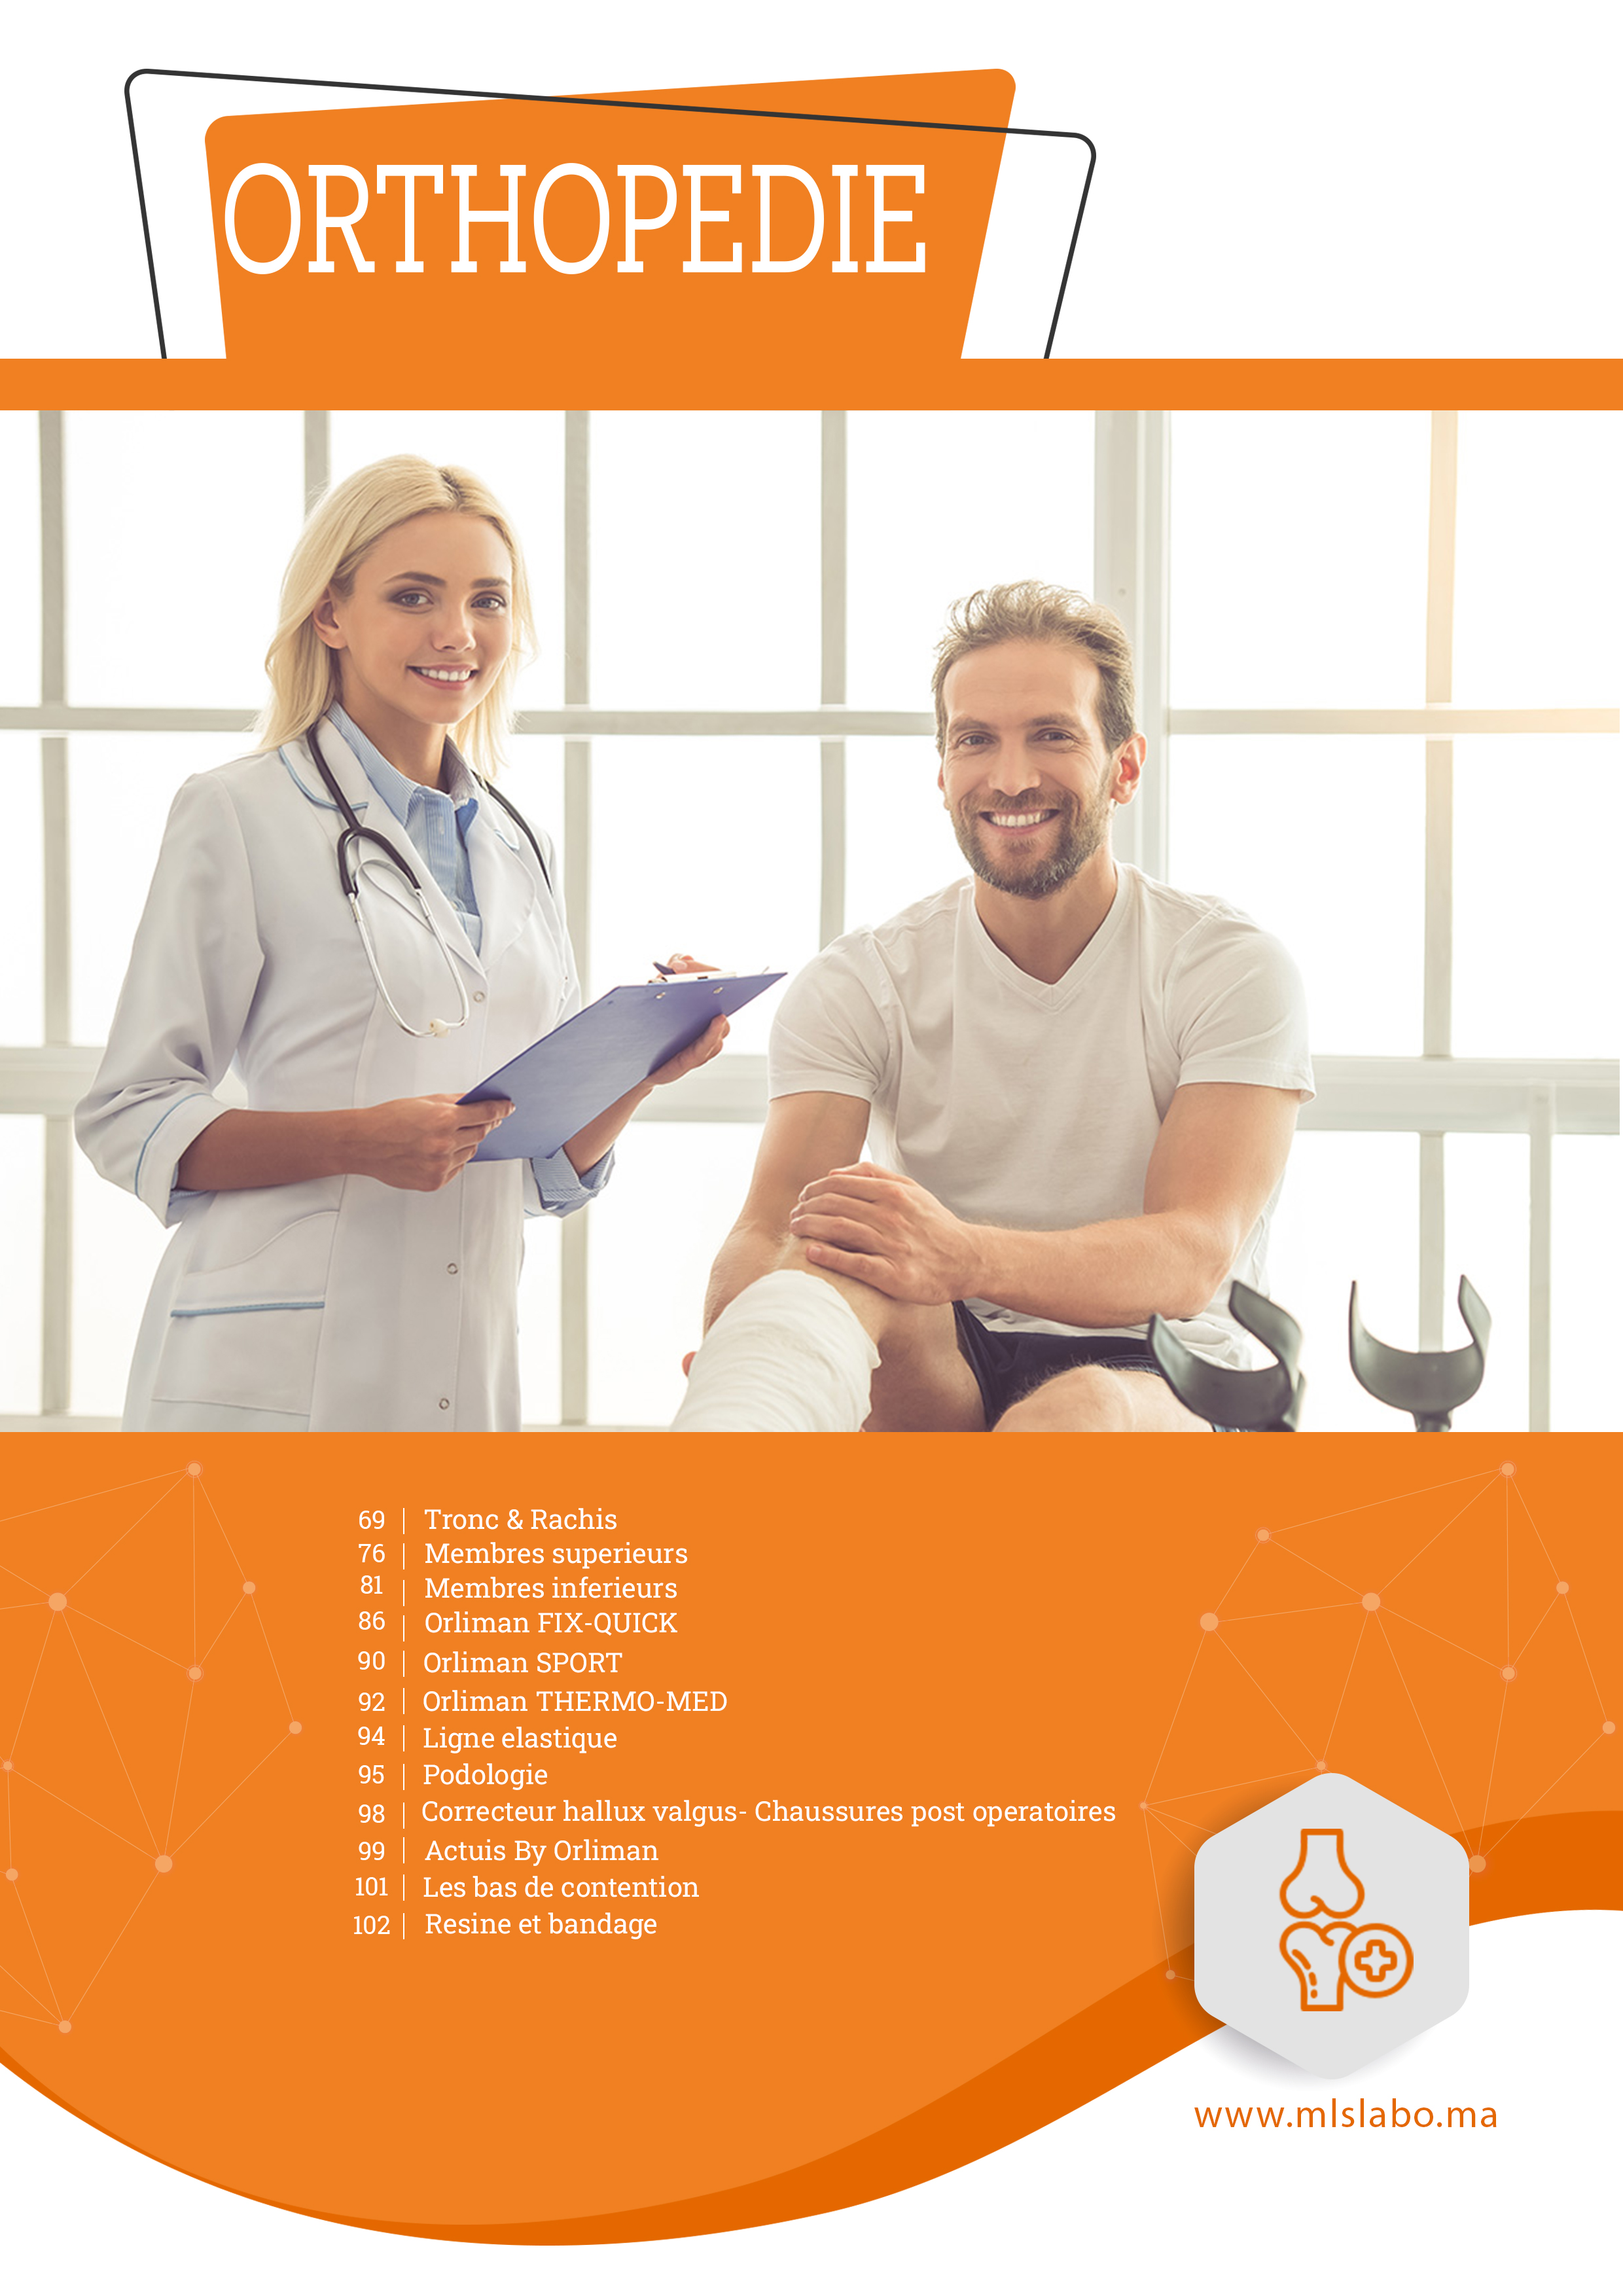 ORTHOPEDIE
69 | Tronc & Rachis
76 | Membres superieurs
81 | Membres inferieurs
86 | Orliman FIX-QUICK
90 | Orliman SPORT
92 | Orliman THERMO-MED
94 | Ligne elastique
95 | Podologie
98 | Correcteur hallux valgus- Chaussures post operatoires
99 | Actuis By Orliman
101 | Les bas de contention
102 | Resine et bandage
www.mlslabo.ma